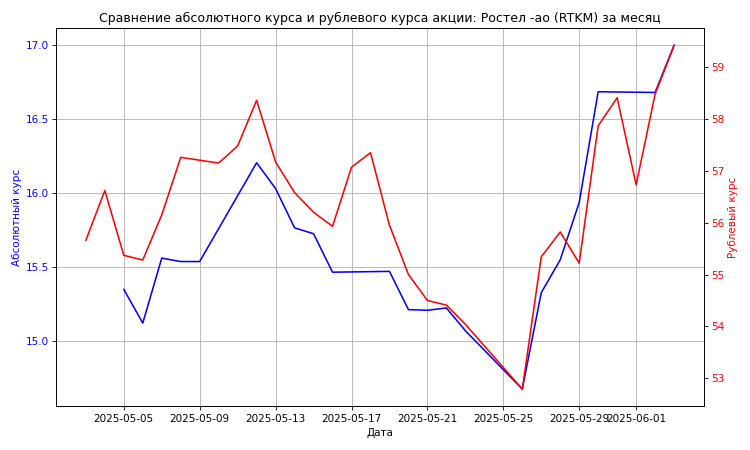 Сравнение абсолютного курса и рублевого курса акции: Ростел -ао (RTKM) за месяц
Абсолютный курс
17.0
16.5
16.0
15.5
15.0
59
58
57
56
55
54
53
Рублевый курс
2025-05-05 2025-05-09 2025-05-13 2025-05-17 2025-05-21 2025-05-25 2025-05-29 2025-06-01
Дата